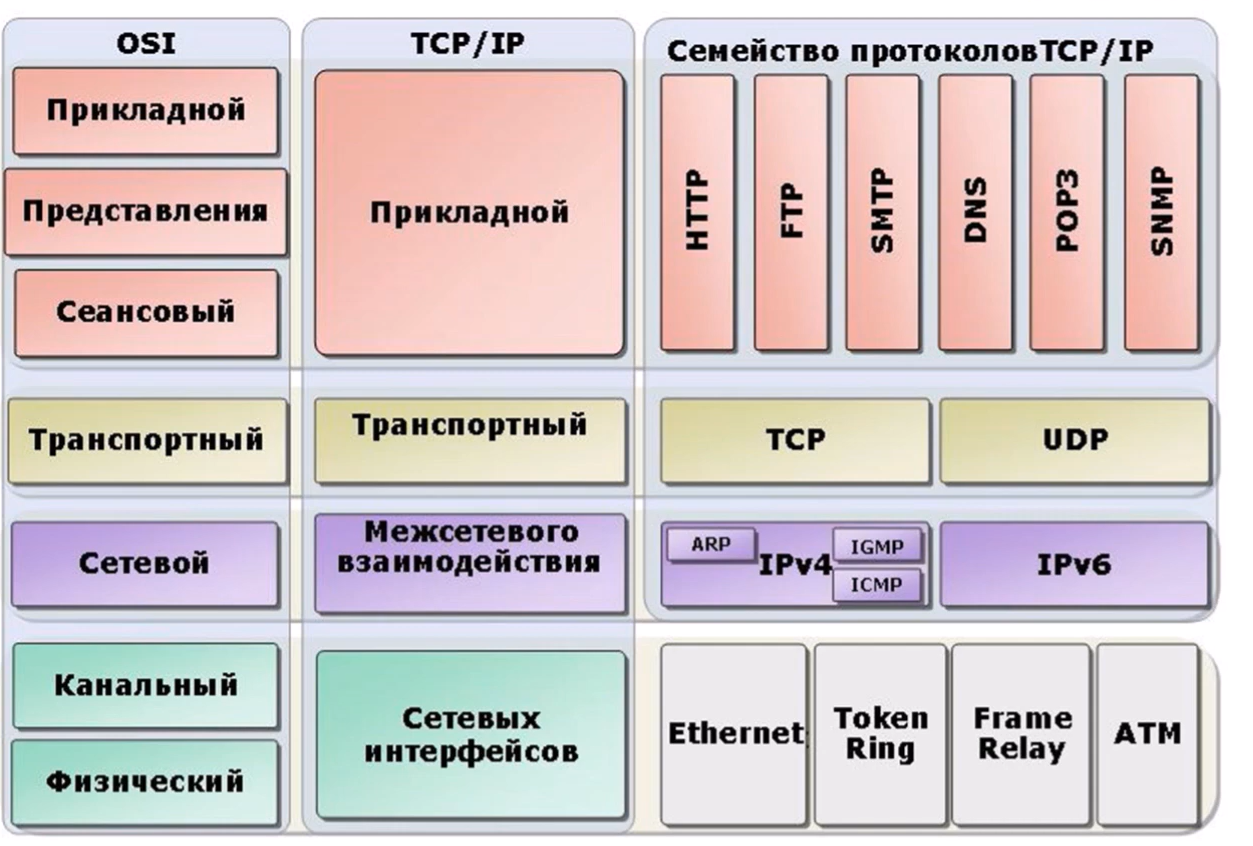 OSI
Прикладной
Представления
Сеансовый
Транспортный
Сетевой
Канальный
Физический
TCP/IP
Прикладной
Транспортный
Межсетевого
взаимодействия
Сетевых
интерфейсов
Семейство протоколовTCP/IP
HTTP
FTP
SMTP
DNS
POP3
SNMP
TCP
UDP
ARP
IPv4
IGMP
ICMP
IPv6
Ethernet
Token
Ring
Frame
Relay
ATM